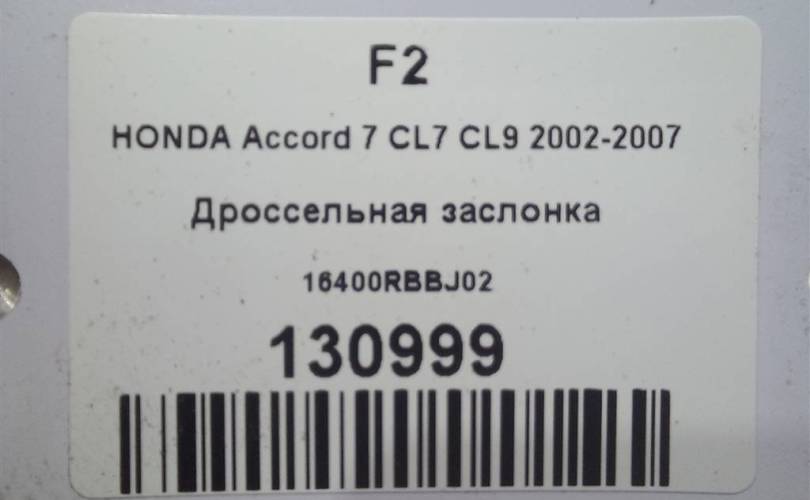 F2
HONDA Accord 7 CL7 CL9 2002-2007
Дроссельная заслонка
16400RBBJ02
130999